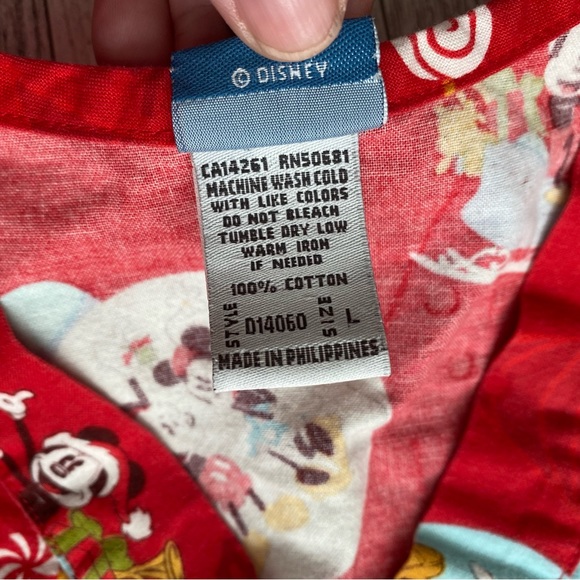 © DISNEY
CA14261 RN50681
MACHINE WASH COLD
WITH LIKE COLORS
DO NOT BLEACH
TUMBLE DRY LOW
WARM IRON
IF NEEDED
100% COTTON
STYLE D14060 SIZE L
MADE IN PHILIPPINES